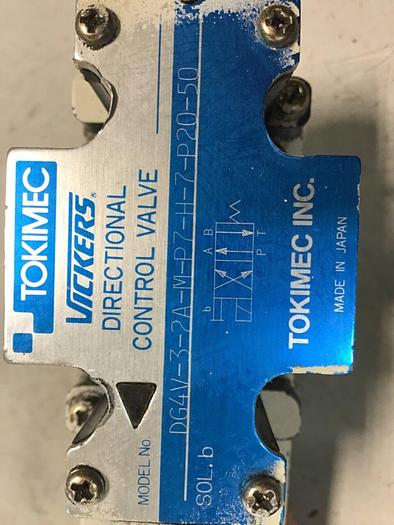 TOKIMEC
VICKERS®
DIRECTIONAL
CONTROL VALVE
MODEL No. DG4V-3-2A-M-P7-H-7-P20-50
SOL.b
b A B
P T
TOKIMEC INC.
MADE IN JAPAN